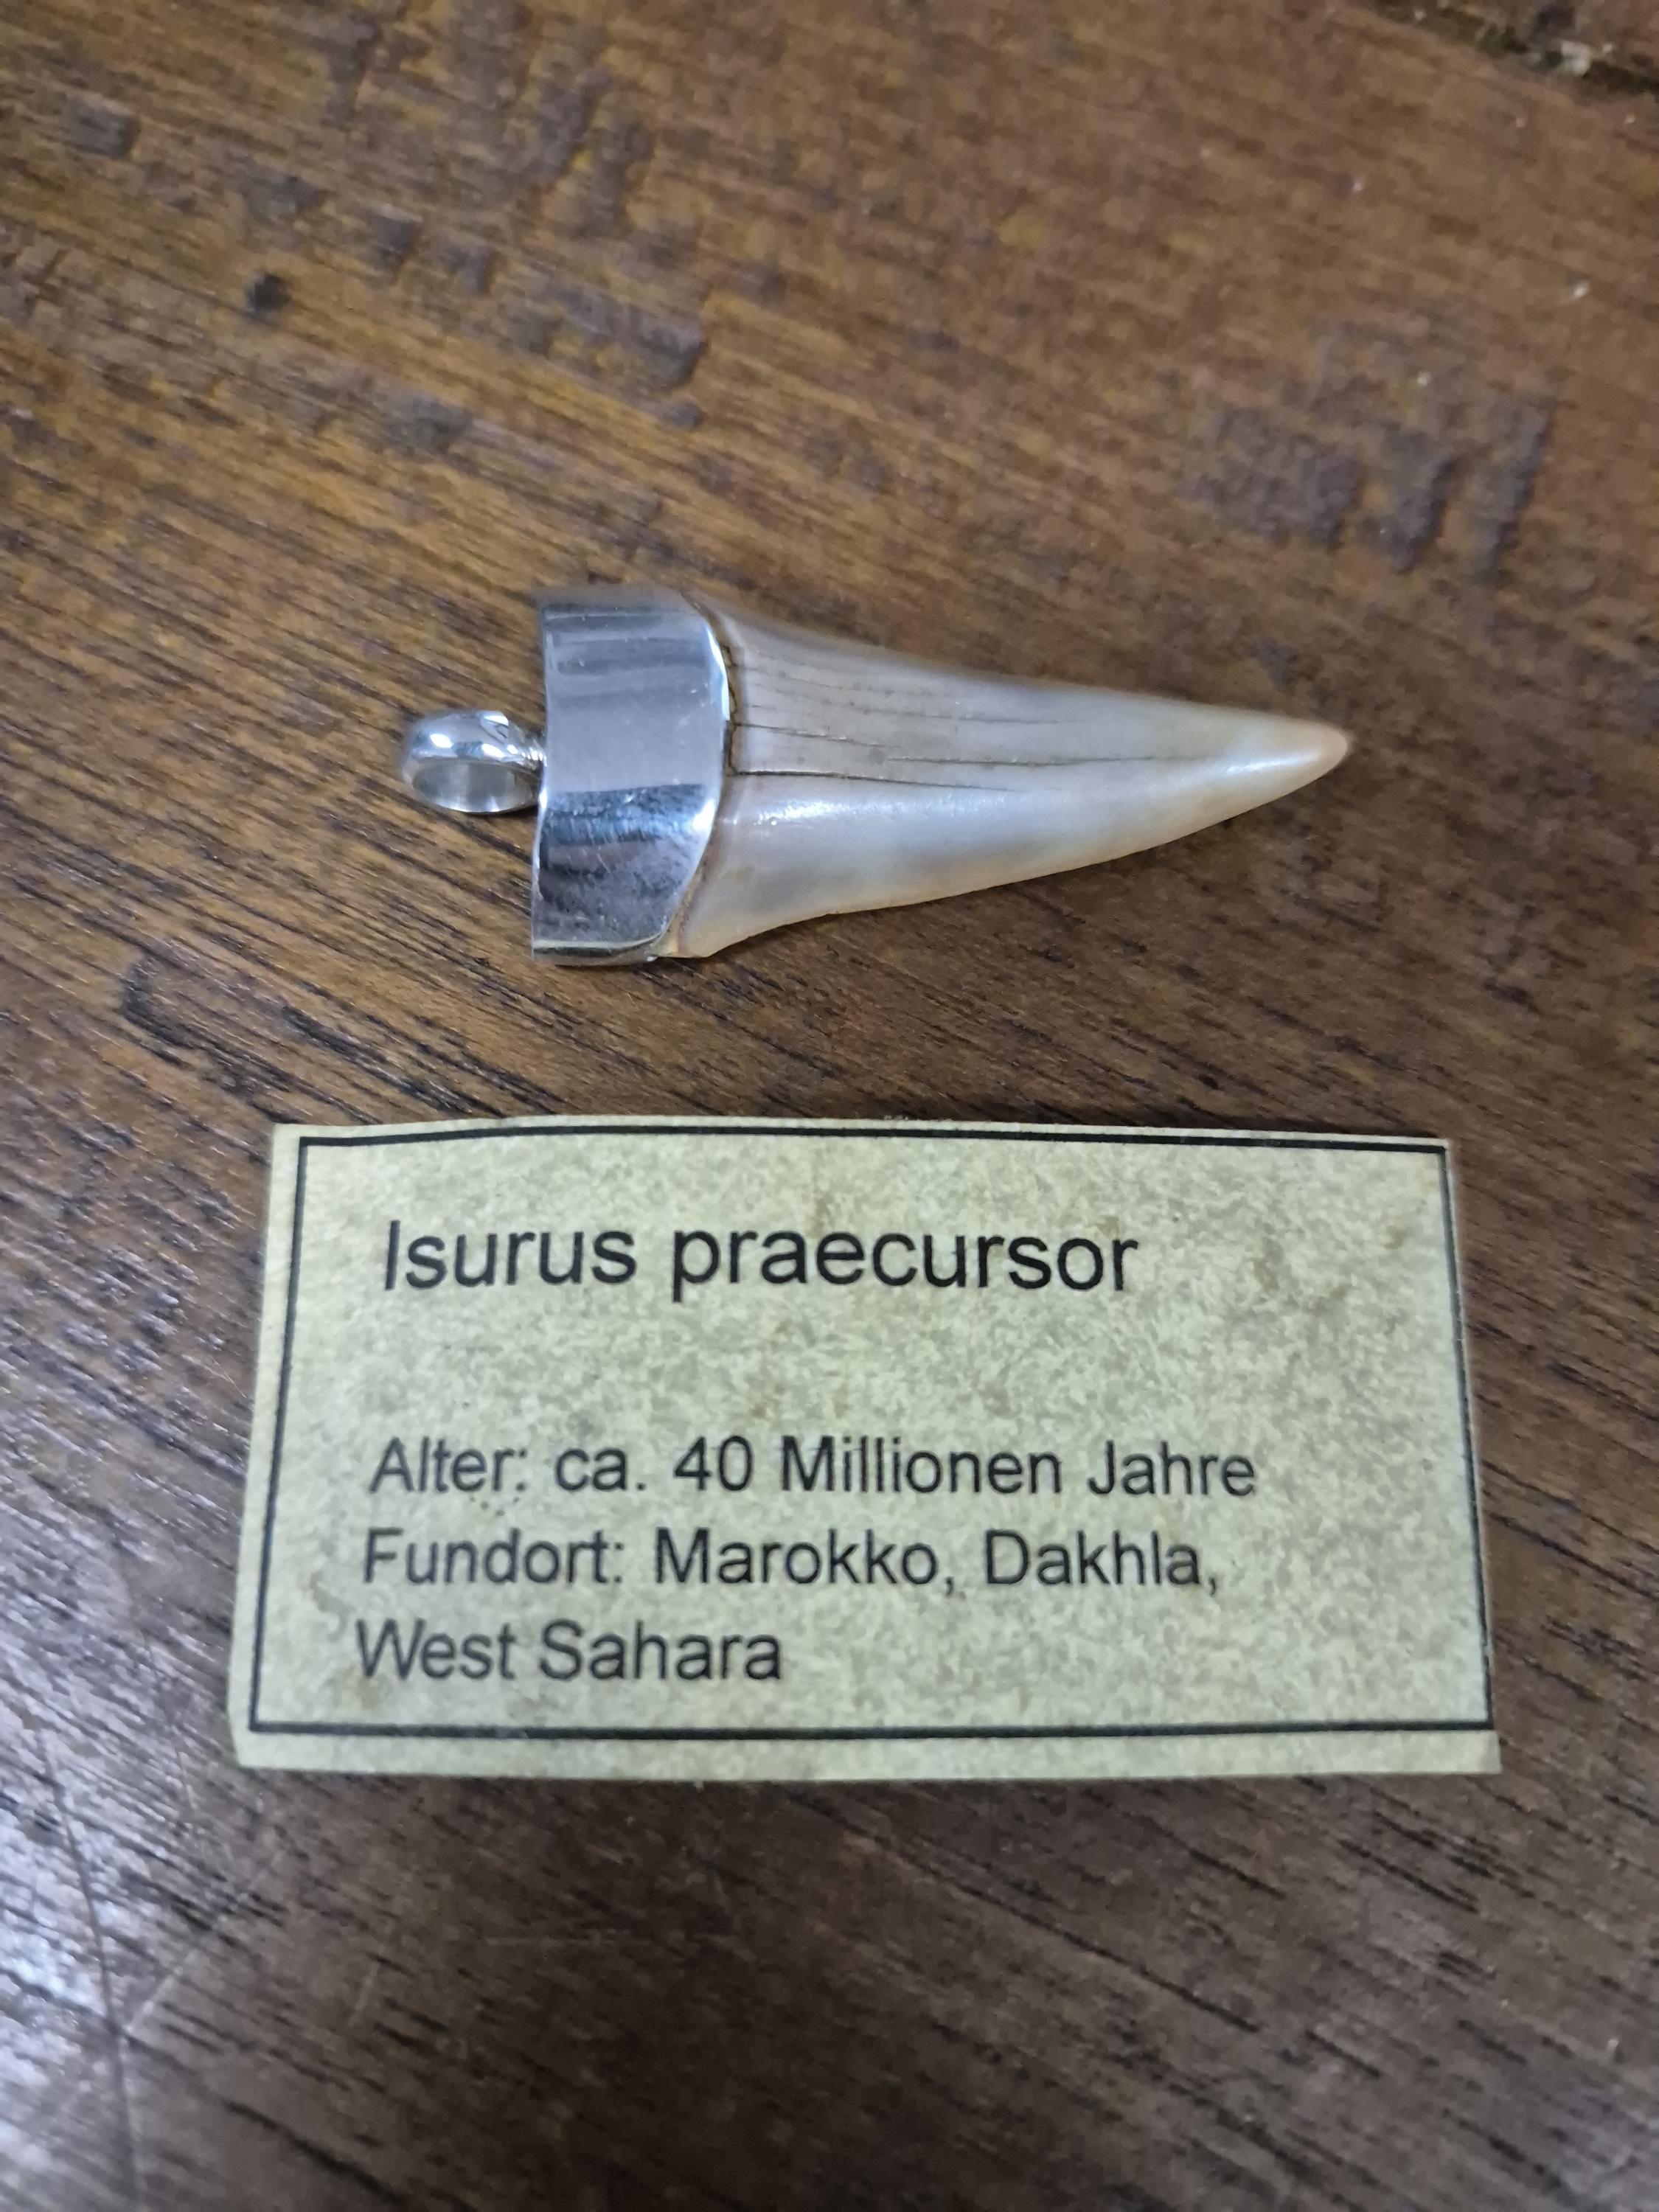 Isurus praecursor
Alter: ca. 40 Millionen Jahre
Fundort: Marokko, Dakhla,
West Sahara